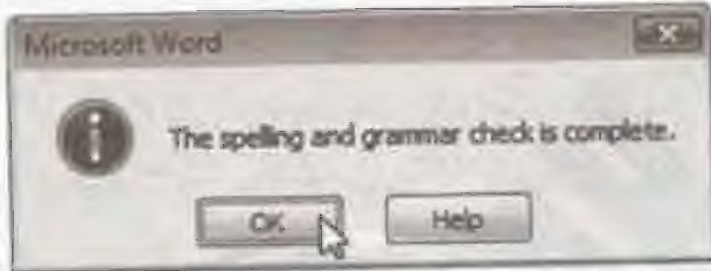 Microsoft Word
The spelling and grammar check is complete.
OK
Help